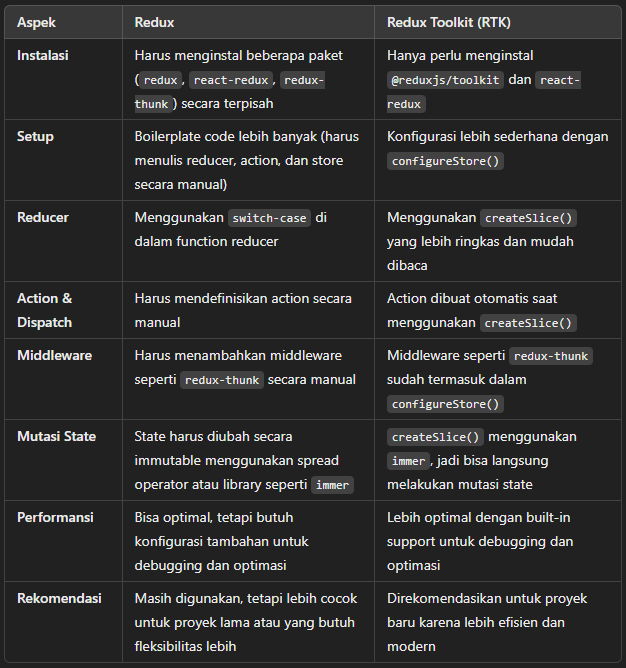 Aspek Redux Redux Toolkit (RTK)
Instalasi
Harus menginstal beberapa paket
(redux, react-redux, redux-
thunk) secara terpisah
Hanya perlu menginstal
@reduxjs/toolkit dan react-
redux
Setup
Boilerplate code lebih banyak (harus
menulis reducer, action, dan store
secara manual)
Konfigurasi lebih sederhana dengan
configureStore()
Reducer
Menggunakan switch-case di
dalam function reducer
Menggunakan createSlice()
yang lebih ringkas dan mudah
dibaca
Action &
Dispatch
Harus mendefinisikan action secara
manual
Action dibuat otomatis saat
menggunakan createSlice()
Middleware
Harus menambahkan middleware
seperti redux-thunk secara manual
Middleware seperti redux-thunk
sudah termasuk dalam
configureStore()
Mutasi State
State harus diubah secara
immutable menggunakan spread
operator atau library seperti immer
createSlice() menggunakan
immer, jadi bisa langsung
melakukan mutasi state
Performansi
Bisa optimal, tetapi butuh
konfigurasi tambahan untuk
debugging dan optimasi
Lebih optimal dengan built-in
support untuk debugging dan
optimasi
Rekomendasi
Masih digunakan, tetapi lebih cocok
untuk proyek lama atau yang butuh
fleksibilitas lebih
Direkomendasikan untuk proyek
baru karena lebih efisien dan
modern